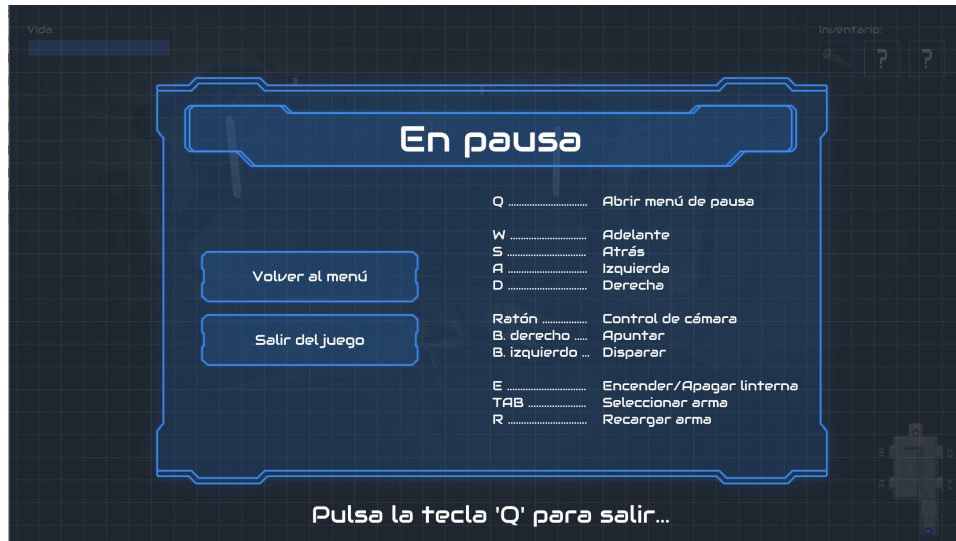 Vida:
Inventario:
? ?
En pausa
Q ............................. Abrir menú de pausa
W ............................ Adelante
S ............................. Atrás
A ............................. Izquierda
D ............................. Derecha
Ratón ................ Control de cámara
B. derecho ..... Apuntar
B. izquierdo ... Disparar
E ............................. Encender/Apagar linterna
TAB ..................... Seleccionar arma
R ............................. Recargar arma
Volver al menú
Salir del juego
Pulsa la tecla 'Q' para salir...